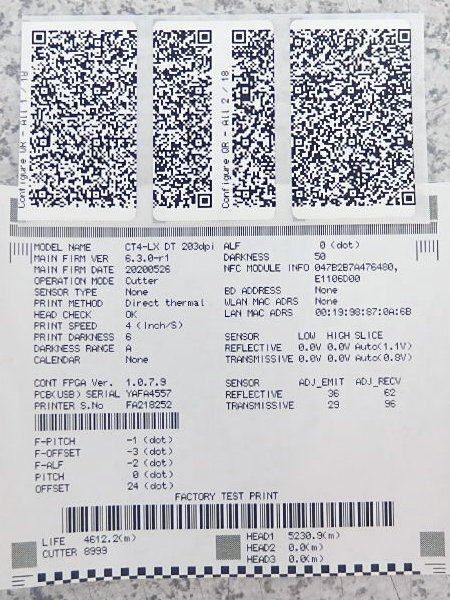 Configure QR - All 1 / 18
Configure QR - All 2 / 18
MODEL NAME CT4-LX DT 203dpi
MAIN FIRM VER 6.3.0-r1
MAIN FIRM DATE 20200526
OPERATION MODE Cutter
SENSOR TYPE None
PRINT METHOD Direct thermal
HEAD CHECK OK
PRINT SPEED 4 (Inch/S)
PRINT DARKNESS 6
DARKNESS RANGE A
CALENDAR None
ALF 0 (dot)
DARKNESS 50
NFC MODULE INFO 047B2B7A476480,
E1106D00
BD ADDRESS None
WLAN MAC ADRS None
LAN MAC ADRS 00:19:98:87:0A:6B
SENSOR LOW HIGH SLICE
REFLECTIVE 0.0V 0.0V Auto(1.1V)
TRANSMISSIVE 0.0V 0.0V Auto(0.8V)
CONT FPGA Ver. 1.0.7.9
PCB(USB) SERIAL YAFA4557
PRINTER S.No FA218252
SENSOR ADJ_EMIT ADJ_RECV
REFLECTIVE 36 62
TRANSMISSIVE 29 96
F-PITCH -1 (dot)
F-OFFSET -3 (dot)
F-ALF -2 (dot)
PITCH 0 (dot)
OFFSET 24 (dot)
FACTORY TEST PRINT
LIFE 4612.2(m)
CUTTER 8999
HEAD1 5230.9(m)
HEAD2 0.0(m)
HEAD3 0.0(m)